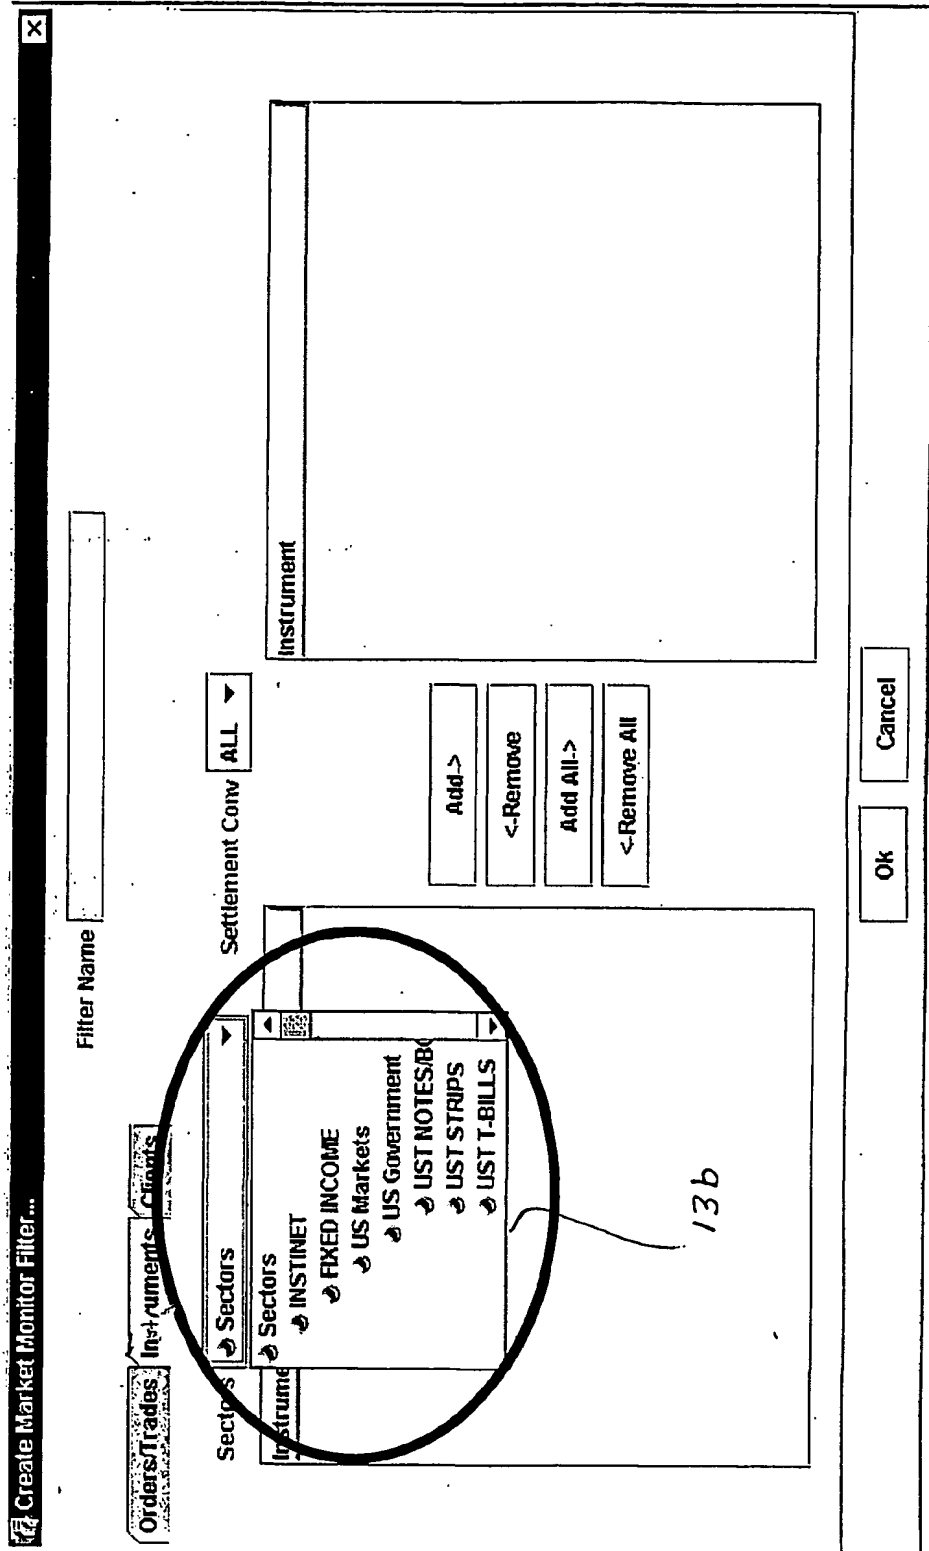 Create Market Monitor Filter...
Filter Name
Orders/Trades Instruments Clients
Sectors Sectors Settlement Conv ALL
Instrume
Instrument
Sectors
INSTINET
FIXED INCOME
US Markets
US Government
UST NOTES/BO
UST STRIPS
UST T-BILLS
Add->
<-Remove
Add All->
<-Remove All
13b
Ok Cancel